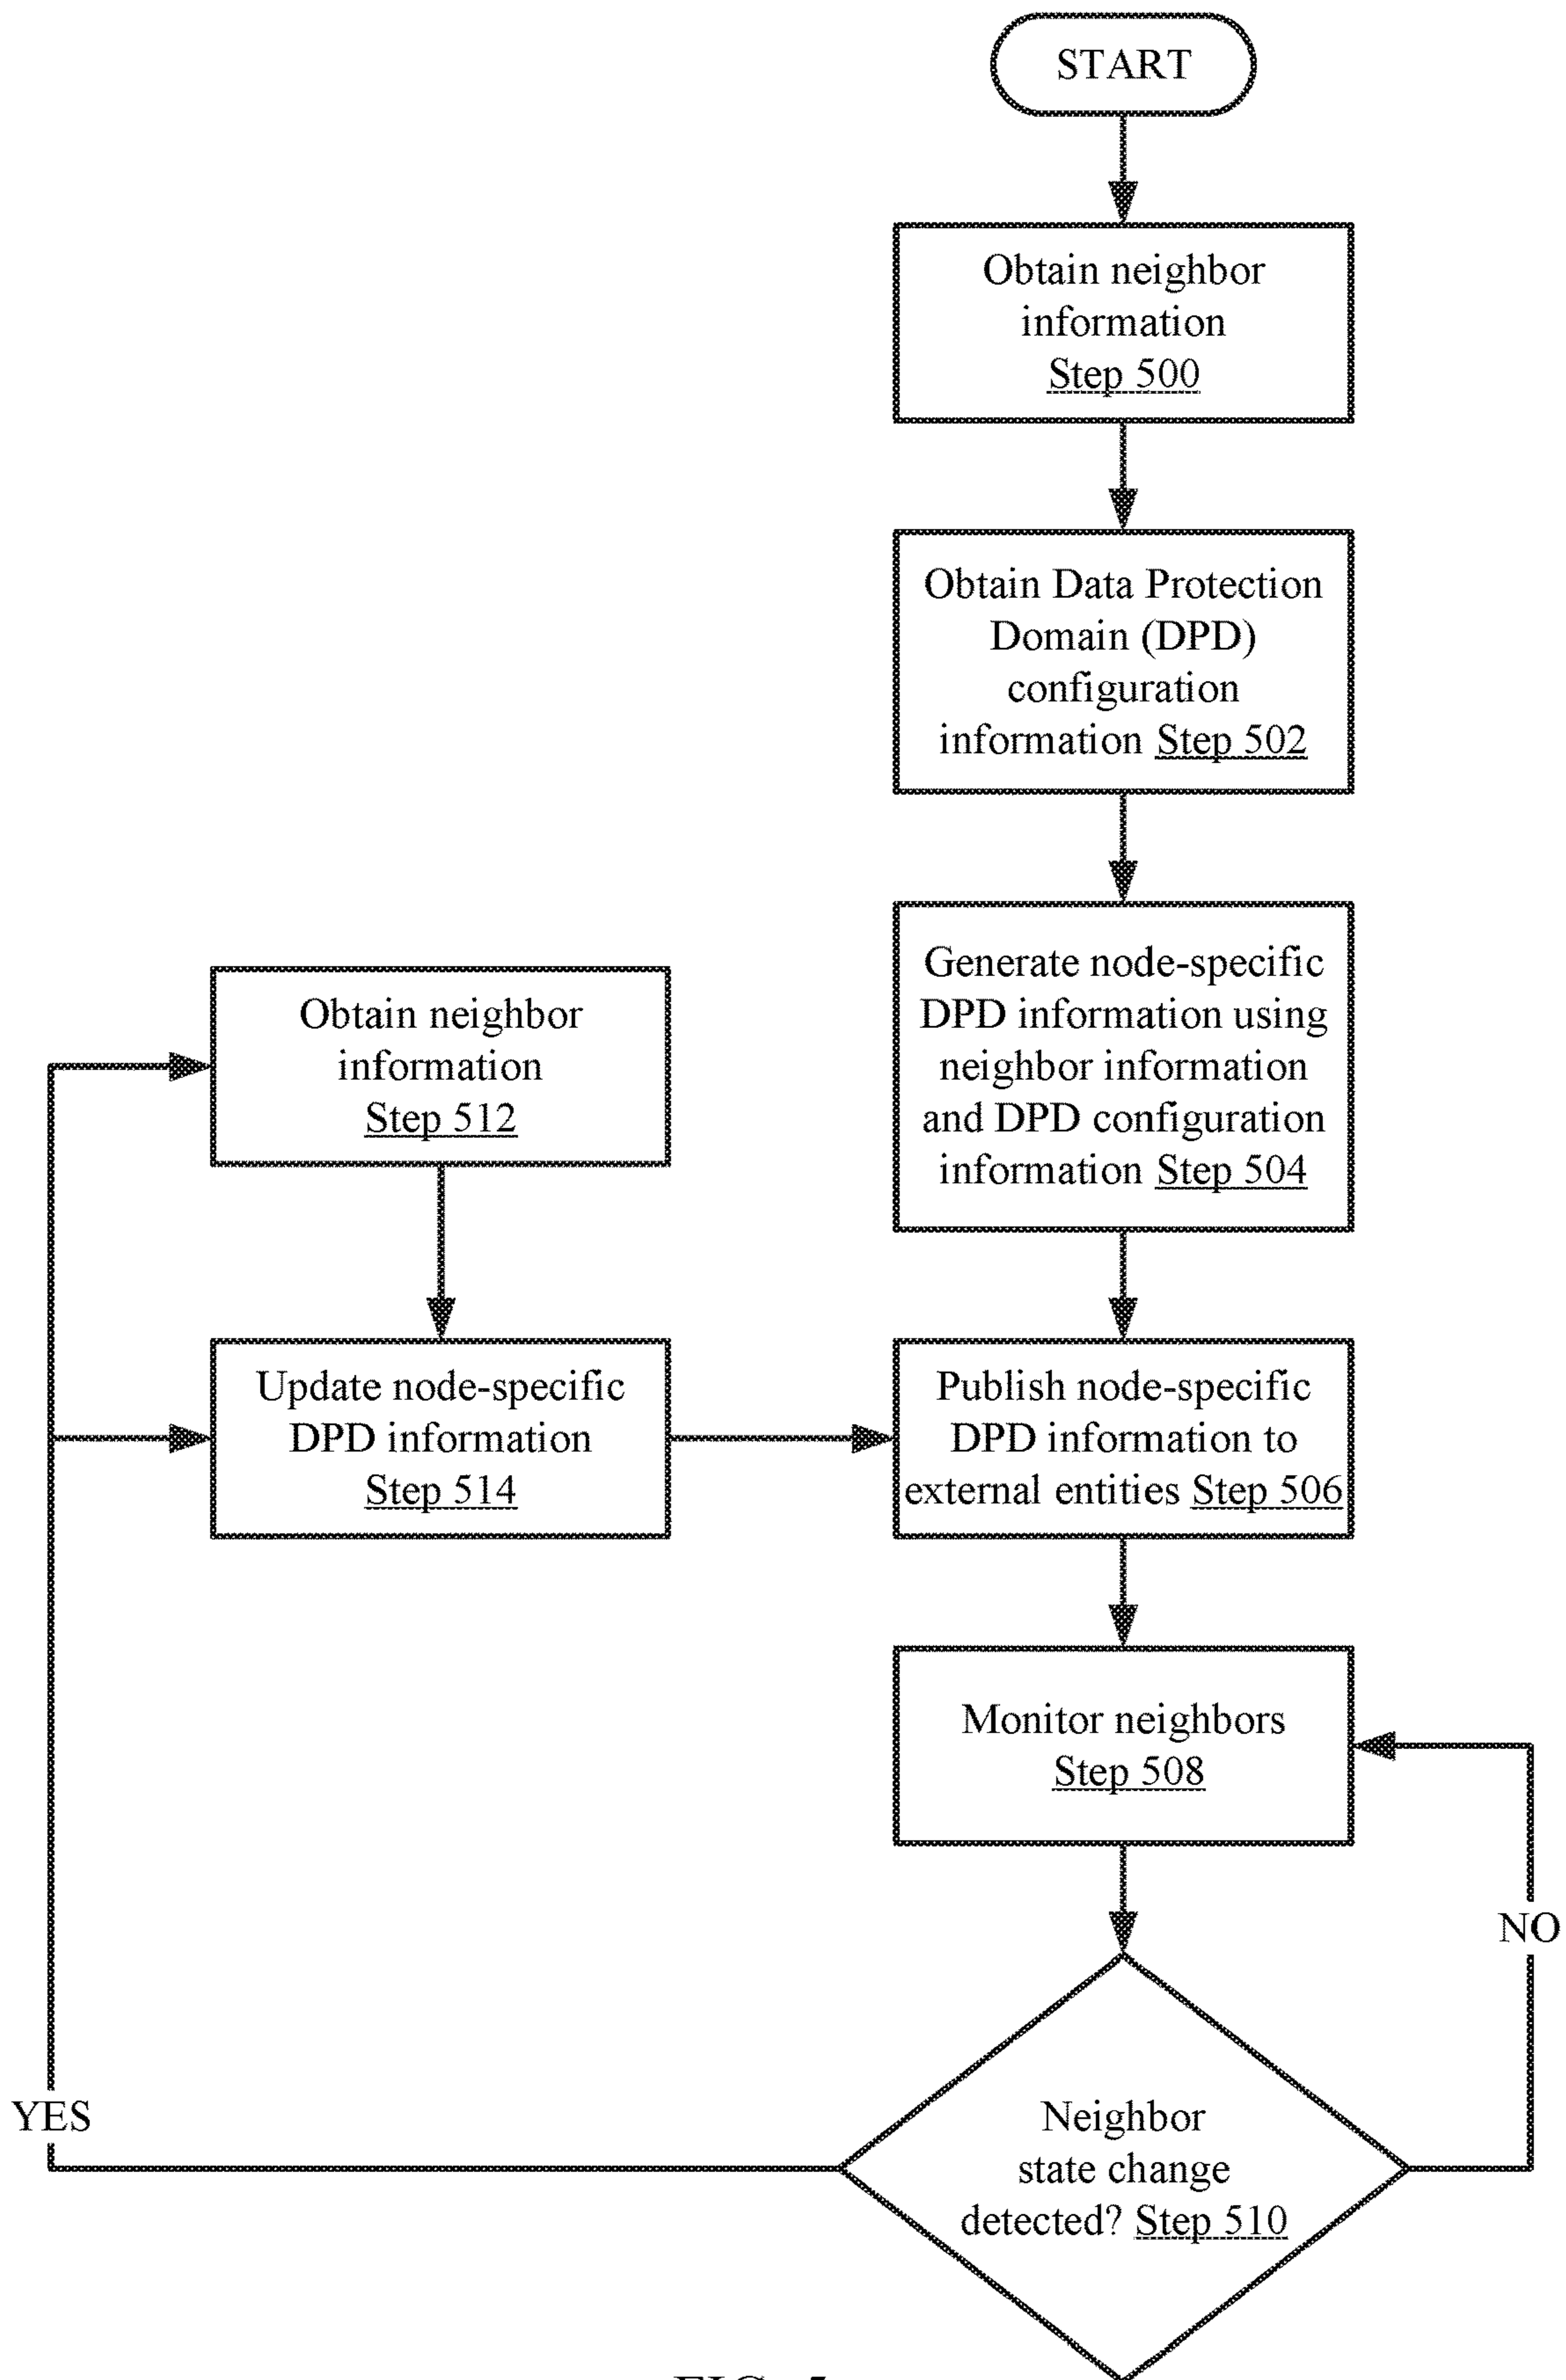 START
Obtain neighbor
information
Step 500
Obtain Data Protection
Domain (DPD)
configuration
information Step 502
Generate node-specific
DPD information using
neighbor information
and DPD configuration
information Step 504
Obtain neighbor
information
Step 512
Update node-specific
DPD information
Step 514
Publish node-specific
DPD information to
external entities Step 506
Monitor neighbors
Step 508
NO
YES
Neighbor
state change
detected? Step 510